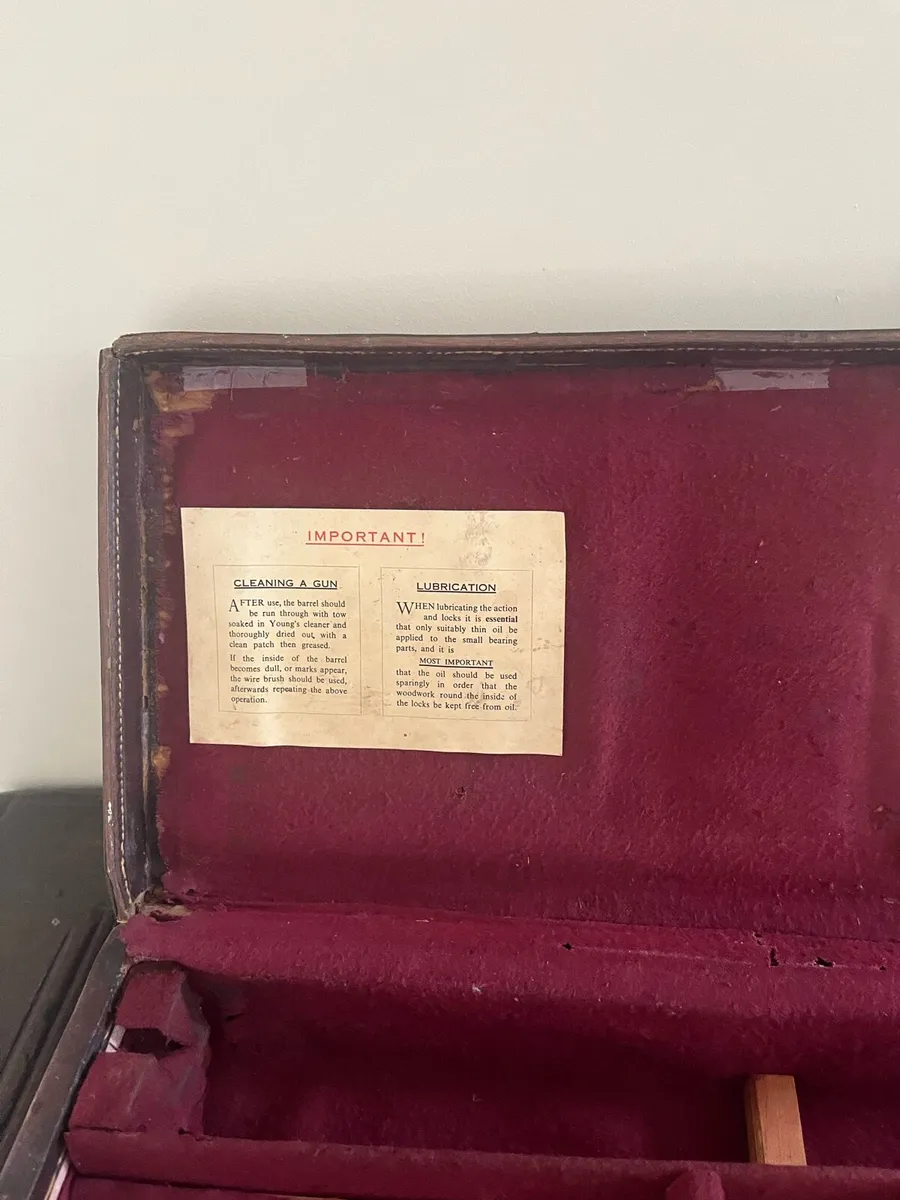 IMPORTANT!
CLEANING A GUN
AFTER use, the barrel should
be run through with tow
soaked in Young's cleaner and
thoroughly dried out, with a
clean patch then greased.
If the inside of the barrel
becomes dull, or marks appear,
the wire brush should be used,
afterwards repeating the above
operation.
LUBRICATION
WHEN lubricating the action
and locks it is essential
that only suitably thin oil be
applied to the small bearing
parts, and it is
MOST IMPORTANT
that the oil should be used
sparingly in order that the
woodwork round the inside of
the locks be kept free from oil.